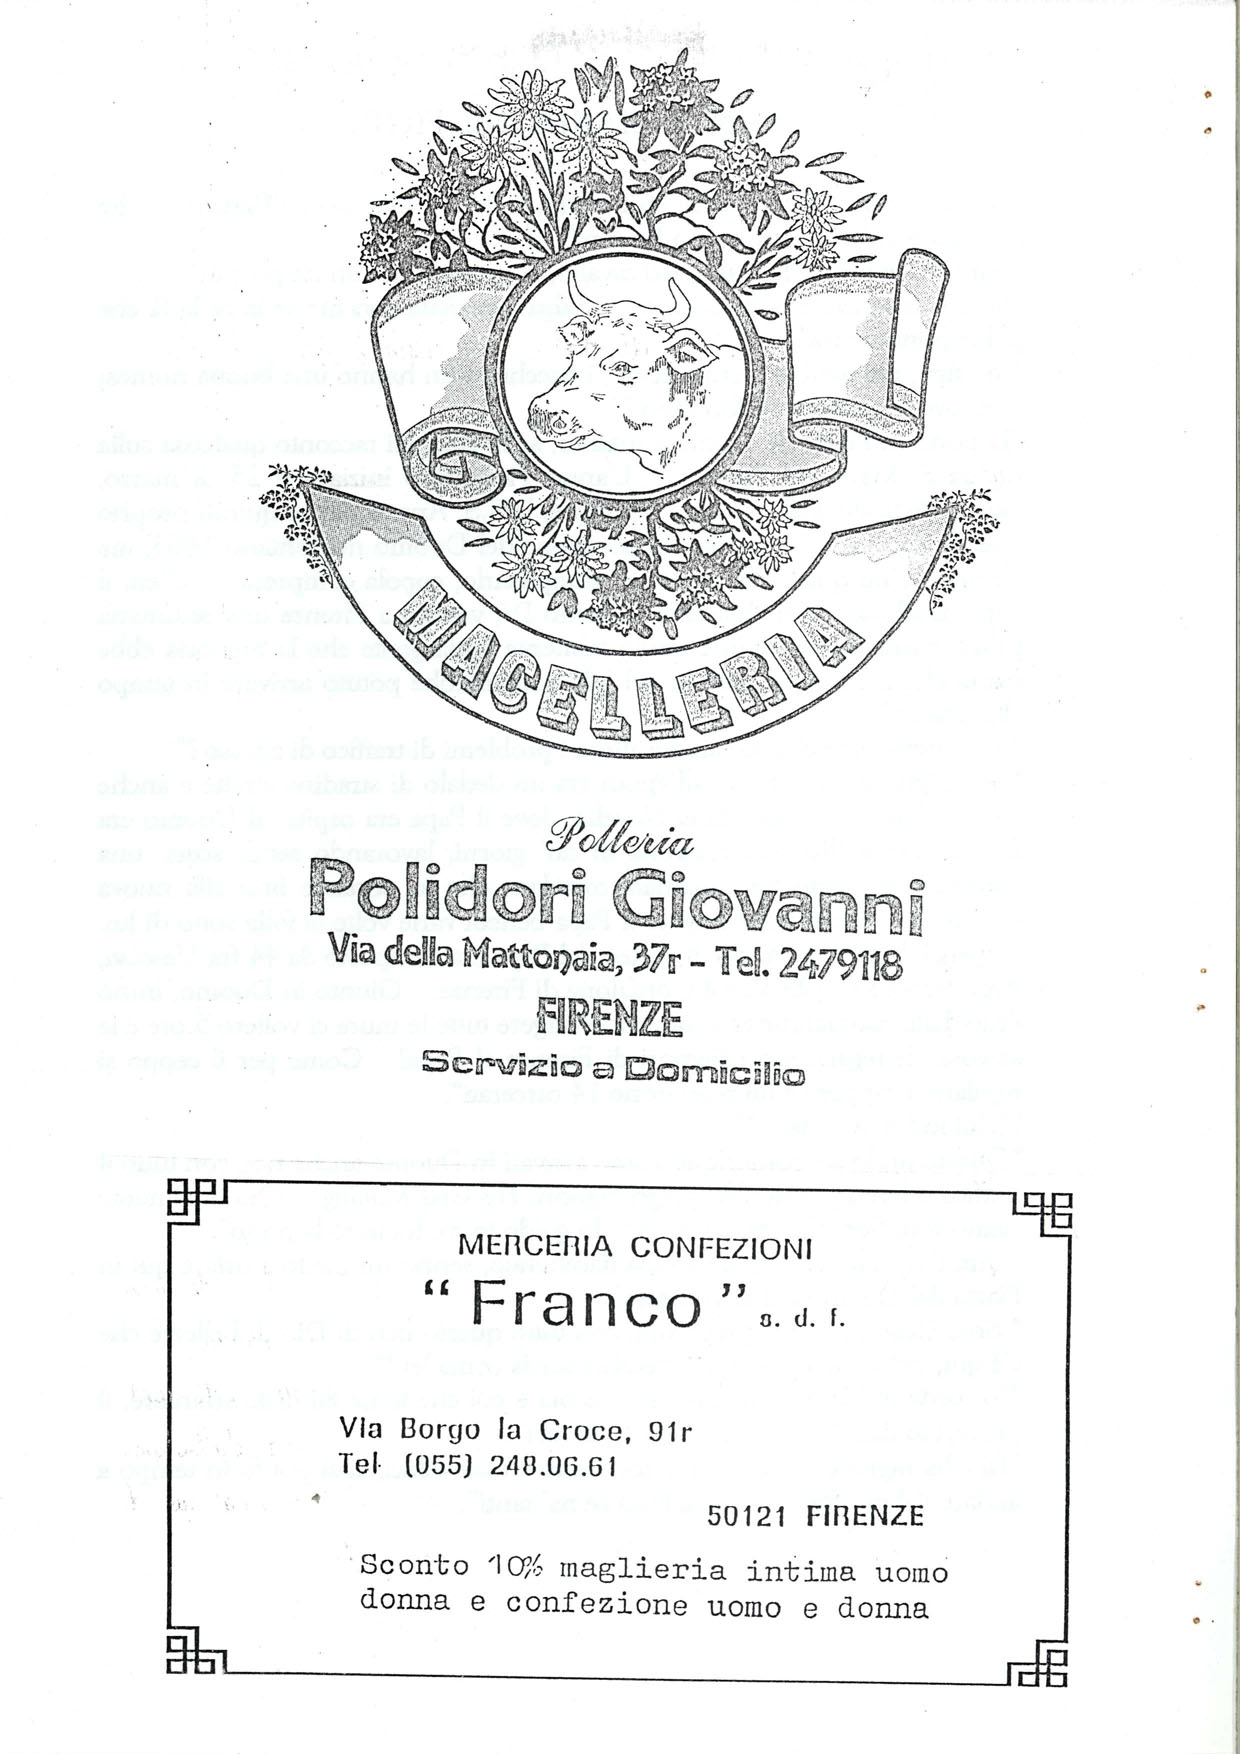 MACELLERIA
Polleria
Polidori Giovanni
Via della Mattonaia, 37r - Tel. 2479118
FIRENZE
Servizio a Domicilio
MERCERIA CONFEZIONI
“ Franco ” s. d. f.
Via Borgo la Croce, 91r
Tel. (055) 248.06.61
50121 FIRENZE
Sconto 10% maglieria intima uomo
donna e confezione uomo e donna